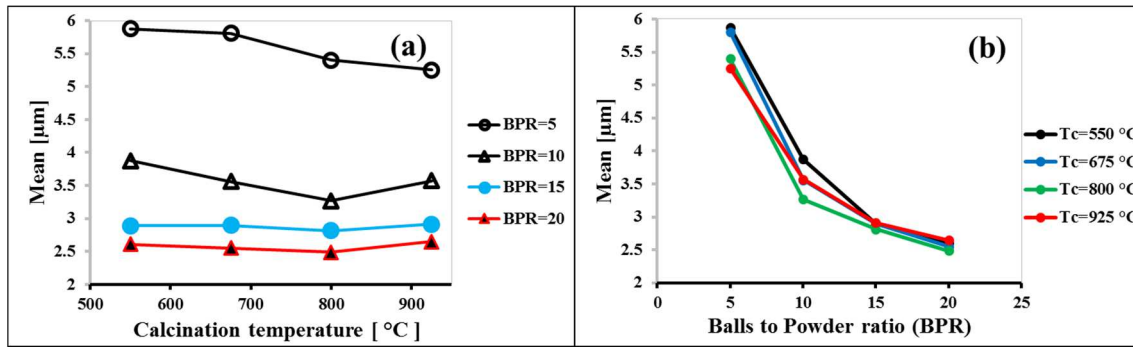 (a)
Mean [µm]
6
5.5
5
4.5
4
3.5
3
2.5
2
500
600
700
800
900
Calcination temperature [ °C]
BPR=5
BPR=10
BPR=15
BPR=20
(b)
Mean [µm]
6
5.5
5
4.5
4
3.5
3
2.5
2
0
5
10
15
20
25
Balls to Powder ratio (BPR)
Tc=550 °C
Tc=675 °C
Tc=800 °C
Tc=925 °C